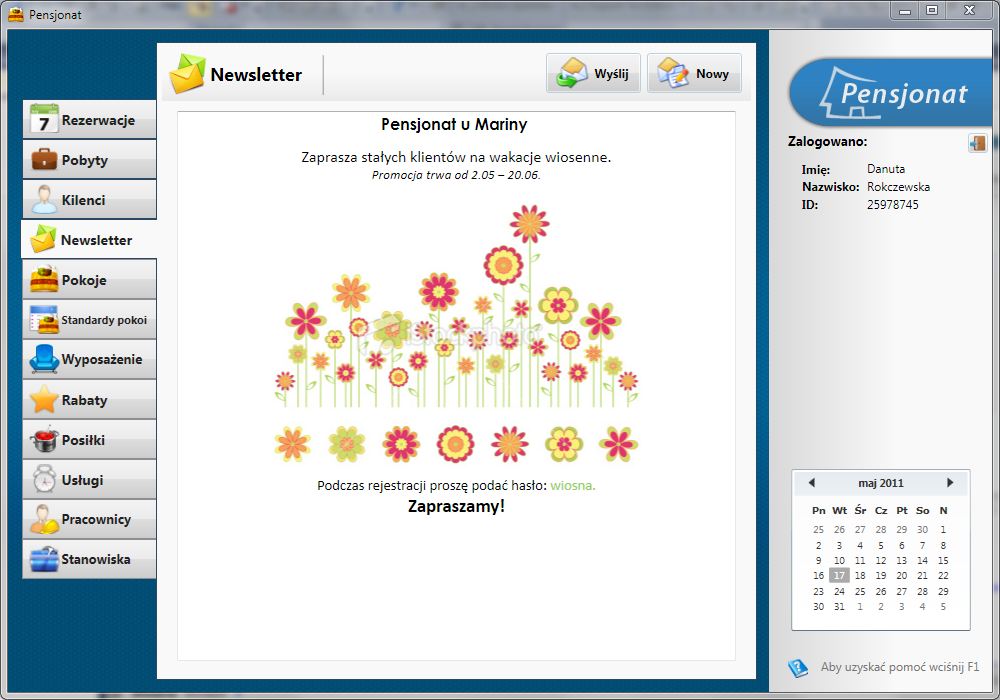 Pensjonat
Newsletter
Wyślij
Nowy
7
Rezerwacje
Pobyty
Kilenci
Newsletter
Pokoje
Standardy pokoi
Wyposażenie
Rabaty
Posiłki
Usługi
Pracownicy
Stanowiska
Pensjonat u Mariny
Zaprasza stałych klientów na wakacje wiosenne.
Promocja trwa od 2.05 – 20.06.
Podczas rejestracji proszę podać hasło: wiosna.
Zapraszamy!
Pensjonat
Zalogowano:
Imię: Danuta
Nazwisko: Rokczewska
ID: 25978745
maj 2011
Pn Wt Śr Cz Pt So N
25 26 27 28 29 30 1
2 3 4 5 6 7 8
9 10 11 12 13 14 15
16 17 18 19 20 21 22
23 24 25 26 27 28 29
30 31 1 2 3 4 5
Aby uzyskać pomoc wciśnij F1